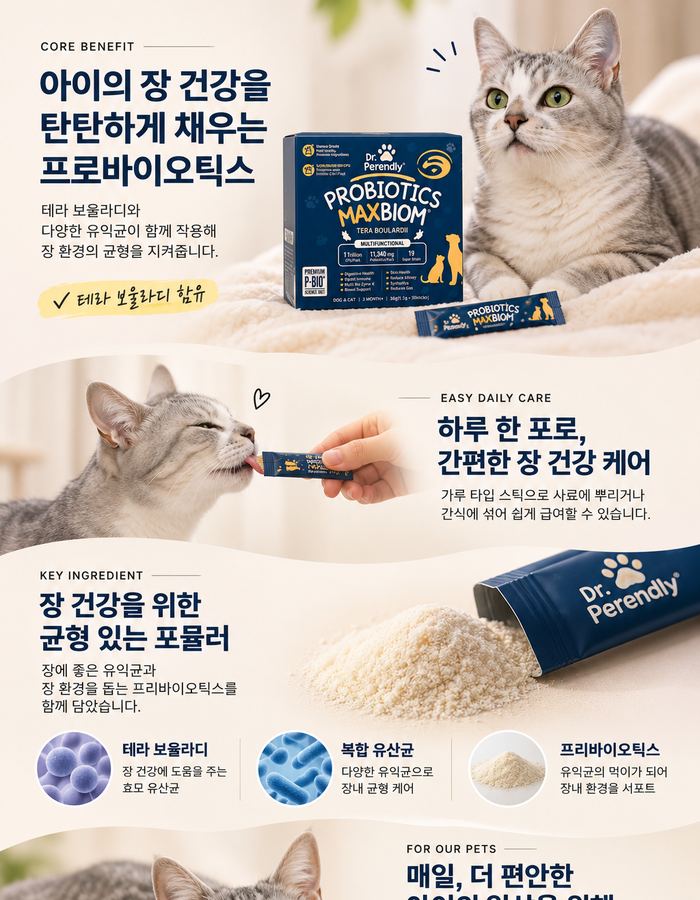 CORE BENEFIT
아이의 장 건강을
탄탄하게 채우는
프로바이오틱스
테라 보울라디와
다양한 유익균이 함께 작용해
장 환경의 균형을 지켜줍니다.
✓ 테라 보울라디 함유
Dr.
Perendly
PROBIOTICS
MAXBIOM
TERA BOULARDII
MULTIFUNCTIONAL
1 Trillion
11,340 mg
19
PREMIUM
P-BIO
Digestive Health
Skin Health
DOG & CAT | 2 MONTH+ |
Perendly
PROBIOTICS
MAXBIOM
EASY DAILY CARE
하루 한 포로,
간편한 장 건강 케어
가루 타입 스틱으로 사료에 뿌리거나
간식에 섞어 쉽게 급여할 수 있습니다.
KEY INGREDIENT
장 건강을 위한
균형 있는 포뮬러
장에 좋은 유익균과
장 환경을 돕는 프리바이오틱스를
함께 담았습니다.
Dr.
Perendly
테라 보울라디
장 건강에 도움을 주는
효모 유산균
복합 유산균
다양한 유익균으로
장내 균형 케어
프리바이오틱스
유익균의 먹이가 되어
장내 환경을 서포트
FOR OUR PETS
매일, 더 편안한